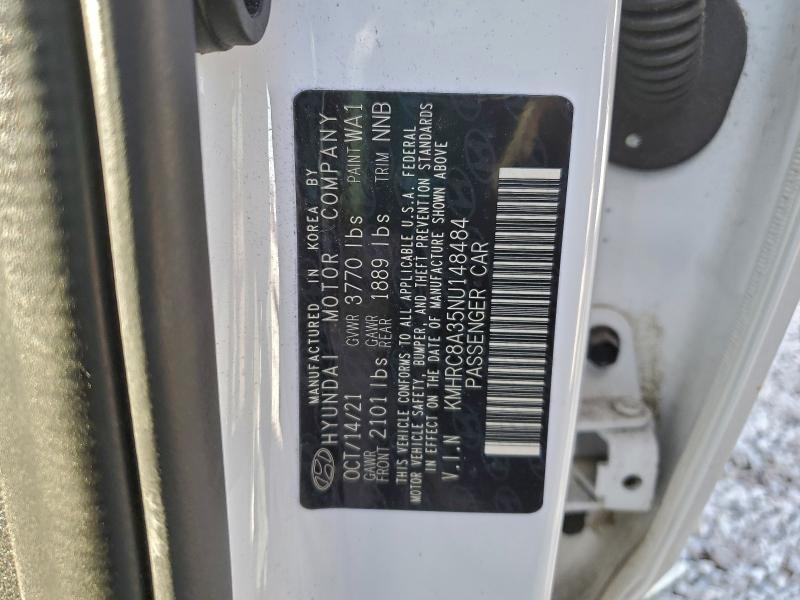 MANUFACTURED IN KOREA BY
HYUNDAI MOTOR COMPANY
OCT/14/21 GVWR 3770 lbs PAINT WA1
GAWR FRONT 2101 lbs GAWR REAR 1889 lbs TRIM NNB
THIS VEHICLE CONFORMS TO ALL APPLICABLE U.S.A. FEDERAL
MOTOR VEHICLE SAFETY, BUMPER, AND THEFT PREVENTION STANDARDS
IN EFFECT ON THE DATE OF MANUFACTURE SHOWN ABOVE
V.I.N KMHRC8A35NU148484
PASSENGER CAR